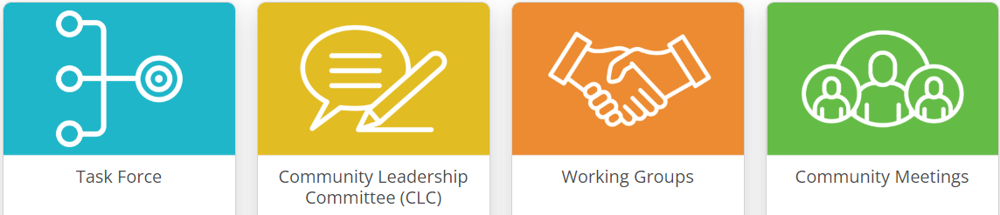 Task Force
Community Leadership
Committee (CLC)
Working Groups
Community Meetings